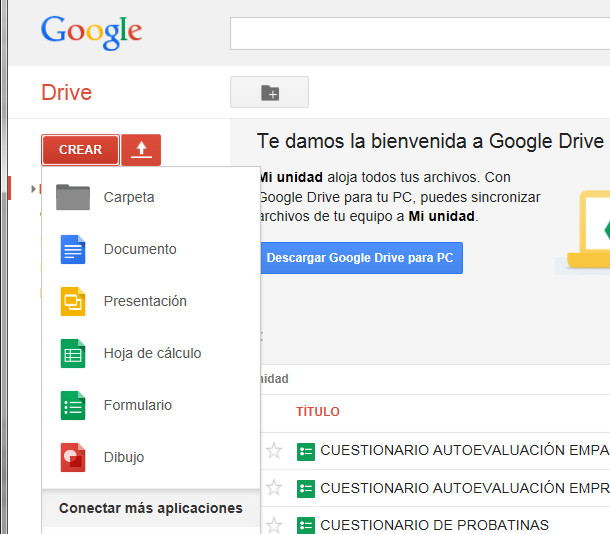 Google
Drive
CREAR
Te damos la bienvenida a Google Drive
Mi unidad aloja todos tus archivos. Con
Google Drive para tu PC, puedes sincronizar
archivos de tu equipo a Mi unidad.
Descargar Google Drive para PC
Carpeta
Documento
Presentación
Hoja de cálculo
Formulario
Dibujo
Conectar más aplicaciones
nidad
TÍTULO
CUESTIONARIO AUTOEVALUACIÓN EMPA
CUESTIONARIO AUTOEVALUACIÓN EMPR
CUESTIONARIO DE PROBATINAS